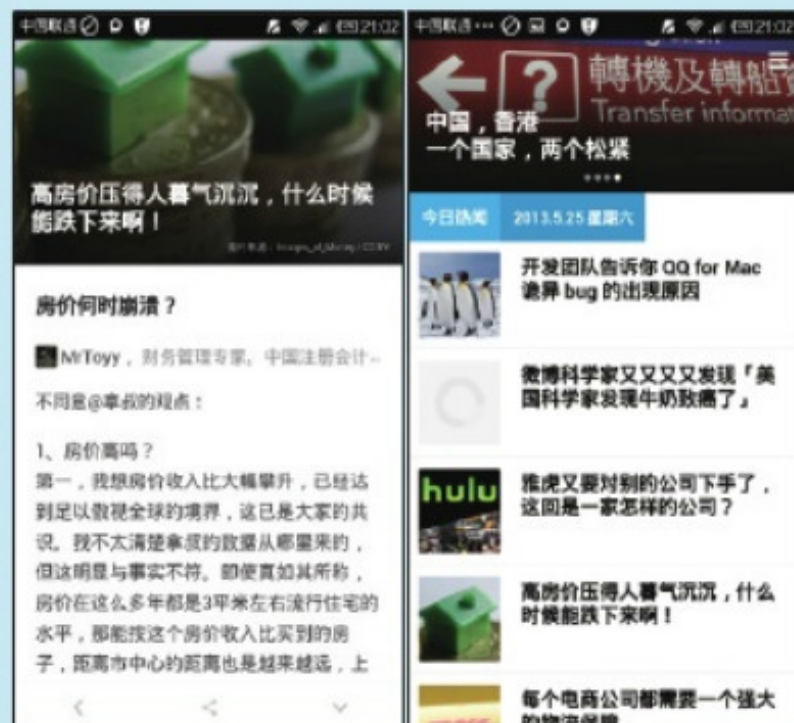 中国联通
21:02
高房价压得人暮气沉沉，什么时候
能跌下来啊！
房价何时崩溃？
MrToyy，财务管理专家，中国注册会计…
不同意@拿叔的观点：
1、房价高吗？
第一，我想房价收入比大幅攀升，已经达
到足以傲视全球的境界，这已是大家的共
识。我不太清楚拿叔的数据从哪里来的，
但这明显与事实不符。即使真如其所称，
房价在这么多年都是3平米左右流行住宅的
水平，那能按这个房价收入比买到的房
子，距离市中心的距离也是越来越远，上
中国联通…
21:02
轉機及轉船資
Transfer informat
中国，香港
一个国家，两个松紧
今日热闻 2013.5.25 星期六
开发团队告诉你 QQ for Mac
诡异 bug 的出现原因
微博科学家又又又又发现「美
国科学家发现牛奶致癌了」
hulu
雅虎又要对别的公司下手了，
这回是一家怎样的公司？
高房价压得人暮气沉沉，什么
时候能跌下来啊！
每个电商公司都需要一个强大
的物流保障